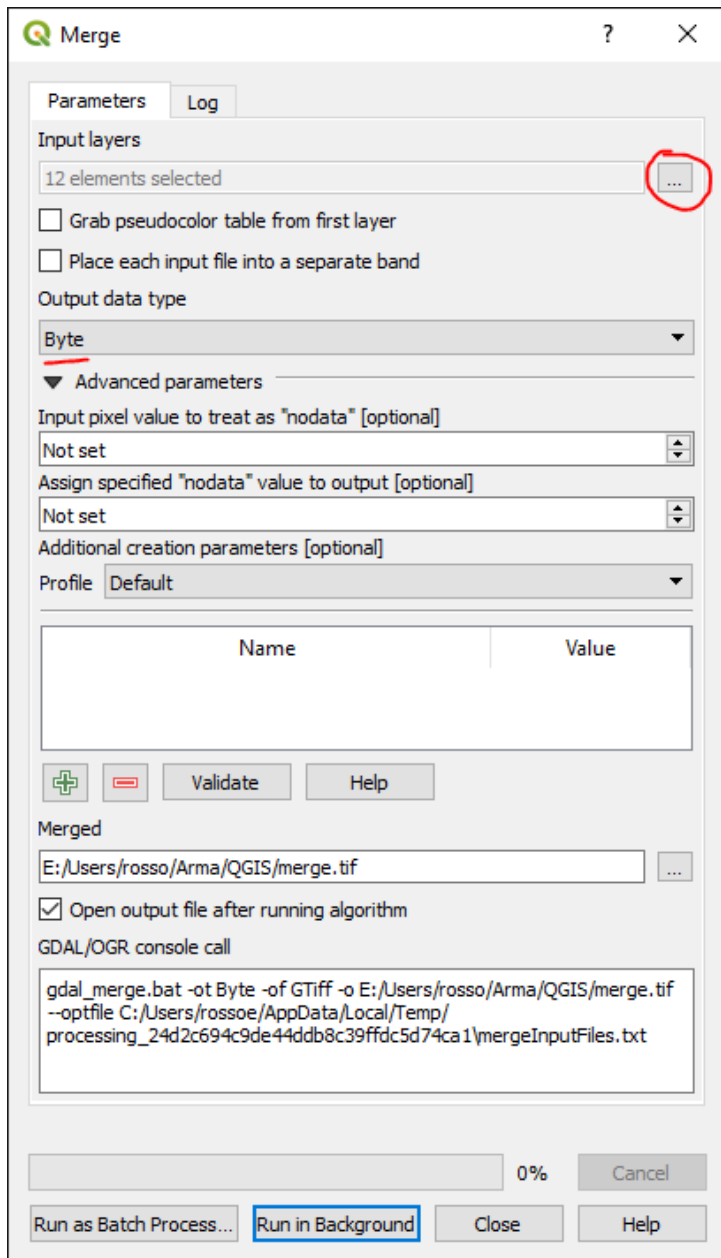 Merge
?
Parameters
Log
Input layers
12 elements selected
...
Grab pseudocolor table from first layer
Place each input file into a separate band
Output data type
Byte
Advanced parameters
Input pixel value to treat as "nodata" [optional]
Not set
Assign specified "nodata" value to output [optional]
Not set
Additional creation parameters [optional]
Profile Default
Name Value
Validate Help
Merged
E:/Users/rosso/Arma/QGIS/merge.tif
...
Open output file after running algorithm
GDAL/OGR console call
gdal_merge.bat -ot Byte -of GTiff -o E:/Users/rosso/Arma/QGIS/merge.tif
--optfile C:/Users/rossoe/AppData/Local/Temp/
processing_24d2c694c9de44ddb8c39ffdc5d74ca1\mergeInputFiles.txt
0% Cancel
Run as Batch Process... Run in Background Close Help